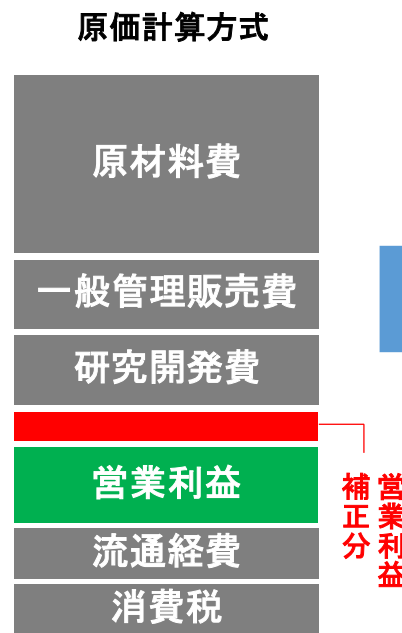 原価計算方式
原材料費
一般管理販売費
研究開発費
営業利益
補正分
営業利益
流通経費
消費税